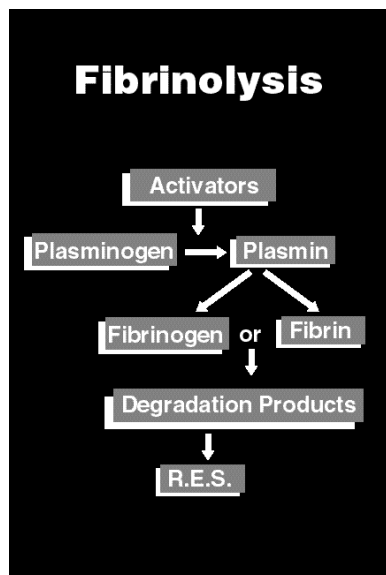 Fibrinolysis
Activators
Plasminogen Plasmin
Fibrinogen or Fibrin
Degradation Products
R.E.S.